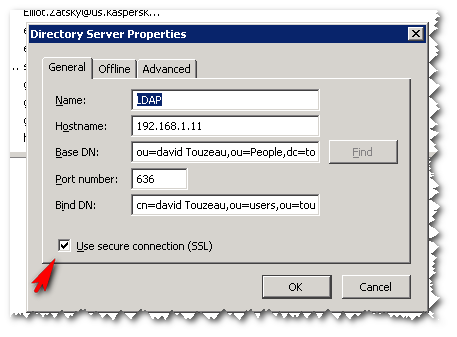 Elliot.Zatsky@us.kaspersk...
Directory Server Properties
General Offline Advanced
Name: LDAP
Hostname: 192.168.1.11
Base DN: ou=david Touzeau,ou=People,dc=to Find
Port number: 636
Bind DN: cn=david Touzeau,ou=users,ou=tou
Use secure connection (SSL)
OK Cancel